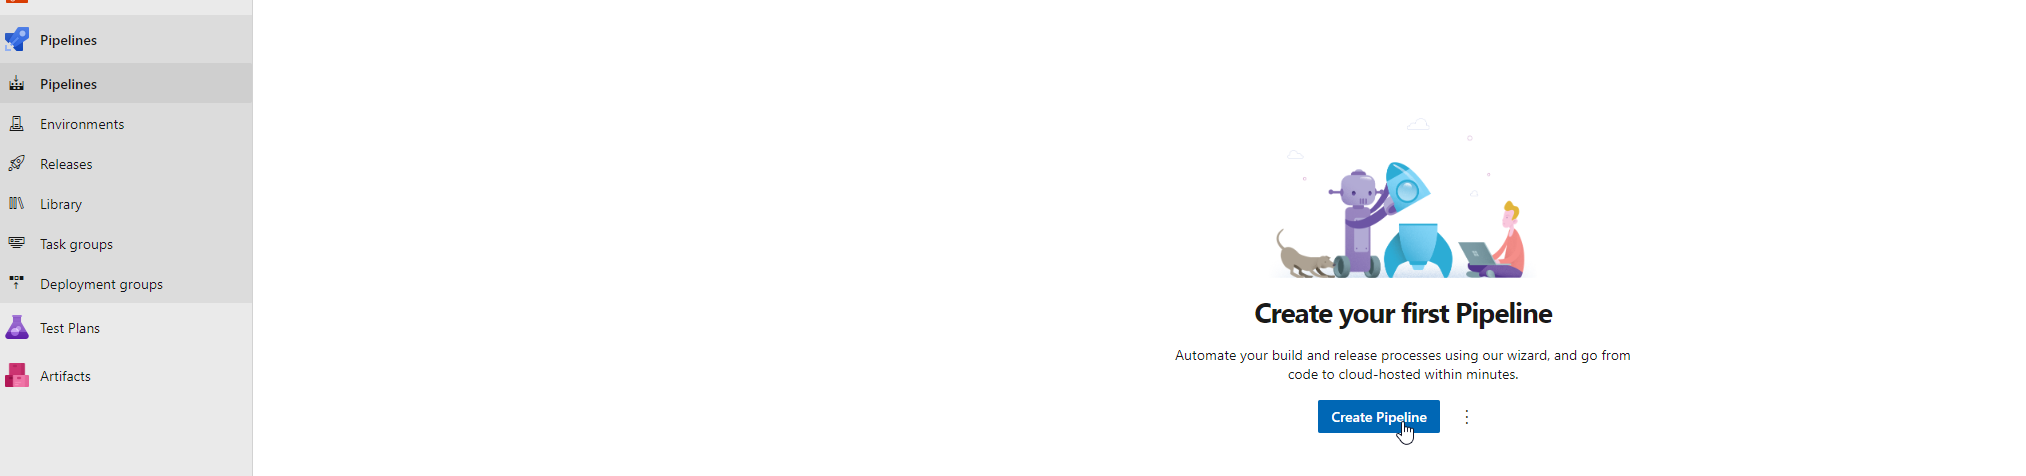 Pipelines
Pipelines
Environments
Releases
Library
Task groups
Deployment groups
Test Plans
Artifacts
Create your first Pipeline
Automate your build and release processes using our wizard, and go from
code to cloud-hosted within minutes.
Create Pipeline